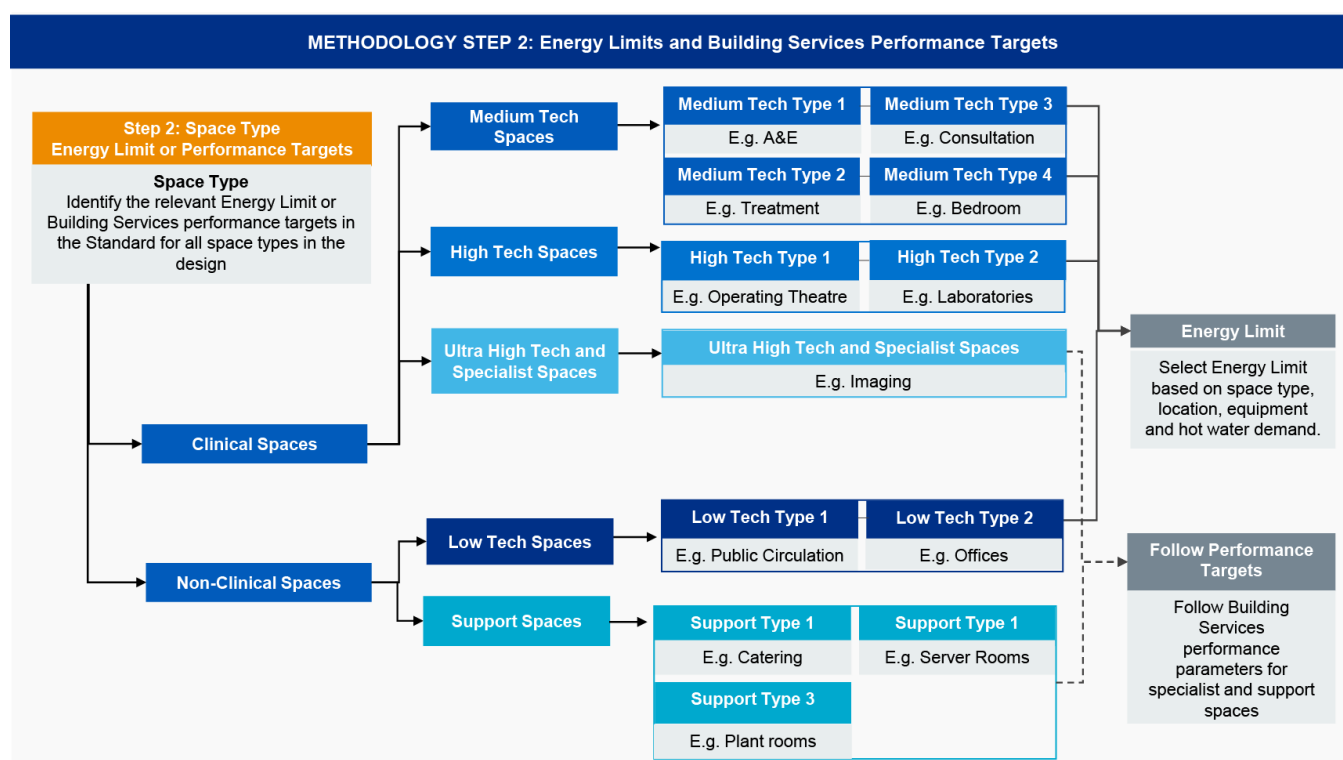 METHODOLOGY STEP 2: Energy Limits and Building Services Performance Targets
Step 2: Space Type
Energy Limit or Performance Targets
Space Type
Identify the relevant Energy Limit or
Building Services performance targets in
the Standard for all space types in the
design
Clinical Spaces
Non-Clinical Spaces
Medium Tech
Spaces
High Tech Spaces
Ultra High Tech and
Specialist Spaces
Low Tech Spaces
Support Spaces
Medium Tech Type 1
E.g. A&E
Medium Tech Type 3
E.g. Consultation
Medium Tech Type 2
E.g. Treatment
Medium Tech Type 4
E.g. Bedroom
High Tech Type 1
E.g. Operating Theatre
High Tech Type 2
E.g. Laboratories
Ultra High Tech and Specialist Spaces
E.g. Imaging
Low Tech Type 1
E.g. Public Circulation
Low Tech Type 2
E.g. Offices
Support Type 1
E.g. Catering
Support Type 1
E.g. Server Rooms
Support Type 3
E.g. Plant rooms
Energy Limit
Select Energy Limit
based on space type,
location, equipment
and hot water demand.
Follow Performance
Targets
Follow Building
Services
performance
parameters for
specialist and support
spaces